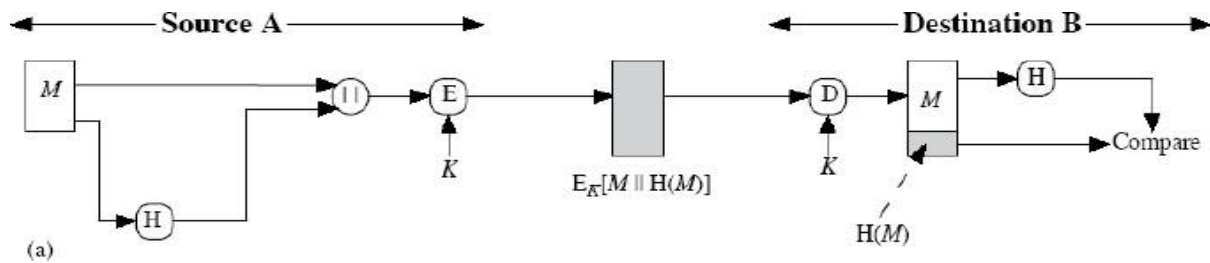 Source A Destination B
M || E D M H
Compare
K K
E_K[M || H(M)]
H
H(M)
(a)